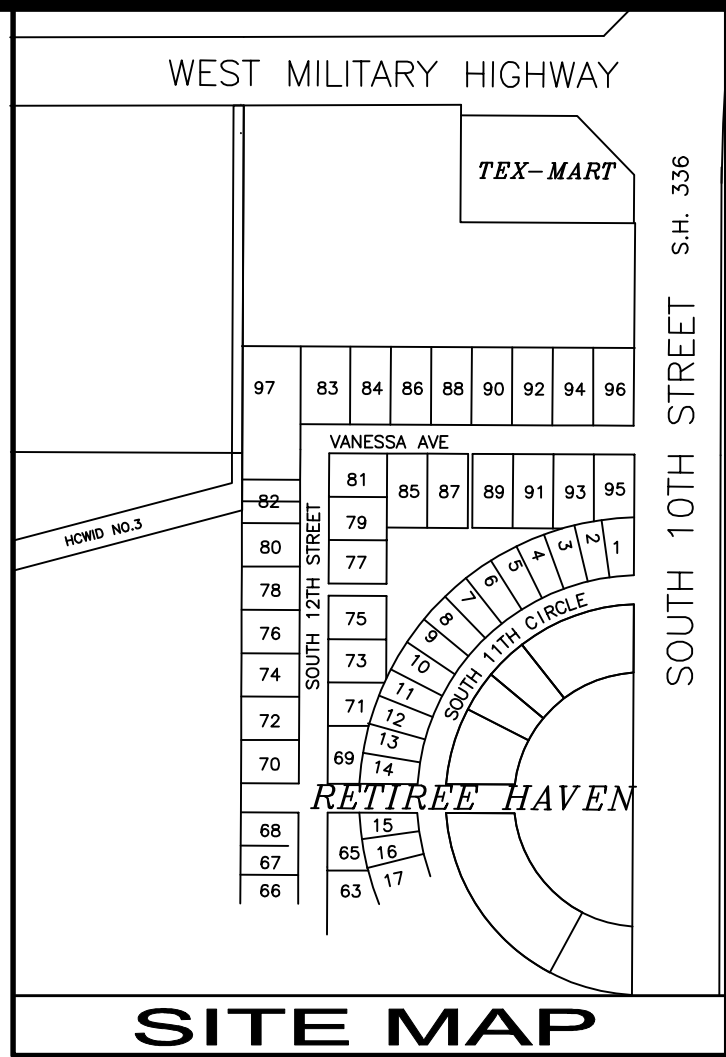 WEST MILITARY HIGHWAY
TEX-MART
S.H. 336
SOUTH 10TH STREET
97 83 84 86 88 90 92 94 96
VANESSA AVE
81 85 87 89 91 93 95
82
79
HCWID NO.3
80
77
SOUTH 12TH STREET
78
75
76
73
74
71
72
69
70
1
2
3
4
5
6
7
8
9
10
11
12
13
14
SOUTH 11TH CIRCLE
RETIREE HAVEN
68
67
66
65
63
15
16
17
SITE MAP